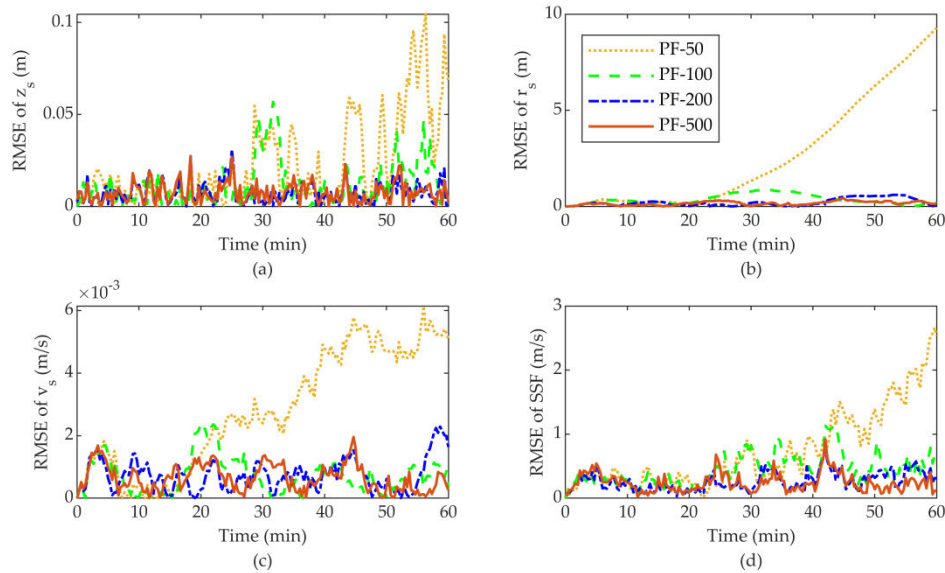 0.1
0.05
0
RMSE of z_s (m)
0 10 20 30 40 50 60
Time (min)
(a)
10
5
0
RMSE of r_s (m)
PF-50
PF-100
PF-200
PF-500
0 10 20 30 40 50 60
Time (min)
(b)
×10⁻³
6
4
2
0
RMSE of v_s (m/s)
0 10 20 30 40 50 60
Time (min)
(c)
3
2
1
0
RMSE of SSF (m/s)
0 10 20 30 40 50 60
Time (min)
(d)